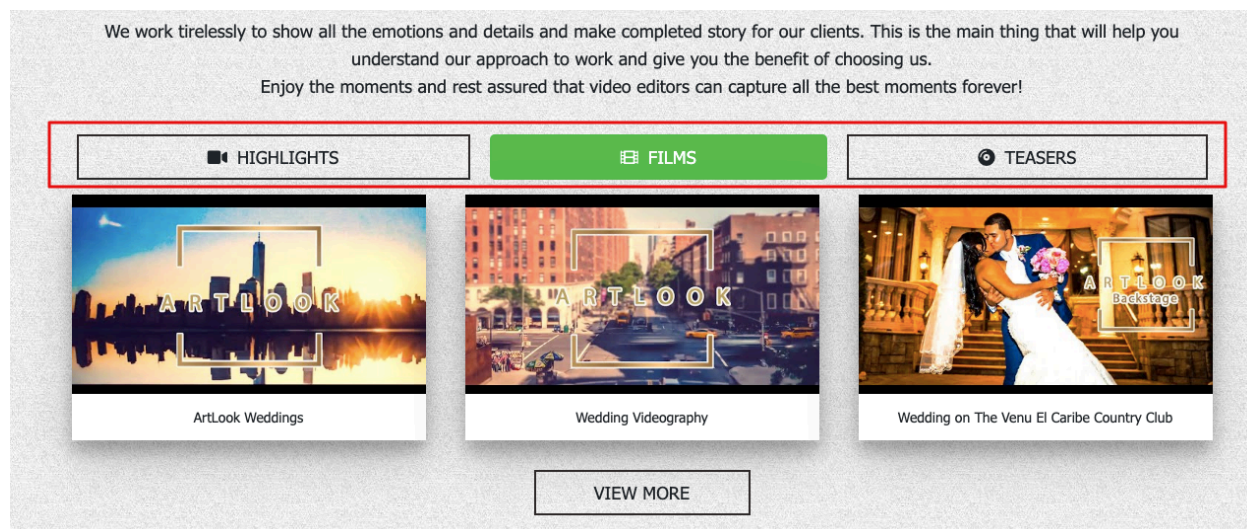 We work tirelessly to show all the emotions and details and make completed story for our clients. This is the main thing that will help you
understand our approach to work and give you the benefit of choosing us.
Enjoy the moments and rest assured that video editors can capture all the best moments forever!
HIGHLIGHTS
FILMS
TEASERS
ARTLOOK
ARTLOOK
ARTLOOK
Backstage
ArtLook Weddings
Wedding Videography
Wedding on The Venu El Caribe Country Club
VIEW MORE